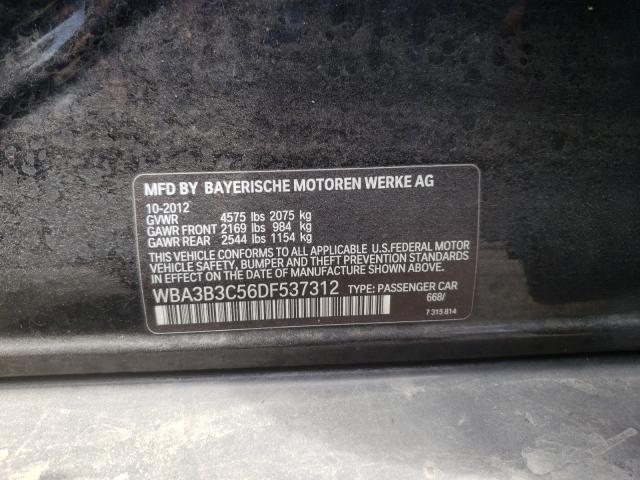 MFD BY BAYERISCHE MOTOREN WERKE AG
10-2012
GVWR 4575 lbs 2075 kg
GAWR FRONT 2169 lbs 984 kg
GAWR REAR 2544 lbs 1154 kg
THIS VEHICLE CONFORMS TO ALL APPLICABLE U.S.FEDERAL MOTOR
VEHICLE SAFETY, BUMPER, AND THEFT PREVENTION STANDARDS
IN EFFECT ON THE DATE OF MANUFACTURE SHOWN ABOVE.
WBA3B3C56DF537312 TYPE: PASSENGER CAR
668/
7 315 814